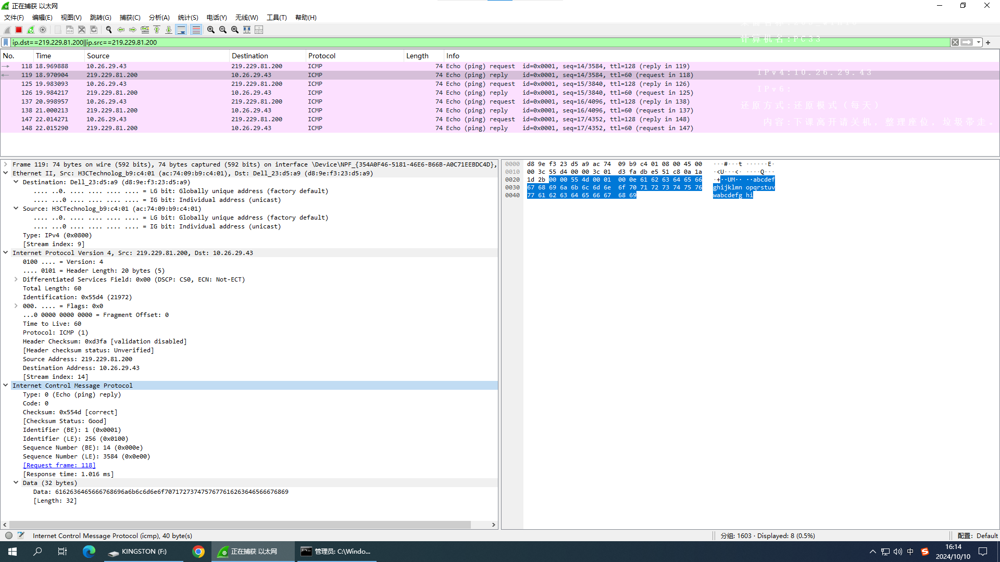 正在捕获 以太网
文件(F) 编辑(E) 视图(V) 跳转(G) 捕获(C) 分析(A) 统计(S) 电话(Y) 无线(W) 工具(T) 帮助(H)
ip.dst==219.229.81.200||ip.src==219.229.81.200
计算机名:PC33
No. Time Source Destination Protocol Length Info
118 18.969888 10.26.29.43 219.229.81.200 ICMP 74 Echo (ping) request id=0x0001, seq=14/3584, ttl=128 (reply in 119)
119 18.970904 219.229.81.200 10.26.29.43 ICMP 74 Echo (ping) reply id=0x0001, seq=14/3584, ttl=60 (request in 118)
125 19.983093 10.26.29.43 219.229.81.200 ICMP 74 Echo (ping) request id=0x0001, seq=15/3840, ttl=128 (reply in 126)
126 19.984217 219.229.81.200 10.26.29.43 ICMP 74 Echo (ping) reply id=0x0001, seq=15/3840, ttl=60 (request in 125)
137 20.998957 10.26.29.43 219.229.81.200 ICMP 74 Echo (ping) request id=0x0001, seq=16/4096, ttl=128 (reply in 138)
138 21.000213 219.229.81.200 10.26.29.43 ICMP 74 Echo (ping) reply id=0x0001, seq=16/4096, ttl=60 (request in 137)
147 22.014271 10.26.29.43 219.229.81.200 ICMP 74 Echo (ping) request id=0x0001, seq=17/4352, ttl=128 (reply in 148)
148 22.015290 219.229.81.200 10.26.29.43 ICMP 74 Echo (ping) reply id=0x0001, seq=17/4352, ttl=60 (request in 147)
IPv4:10.26.29.43
IPv6:
还原方式:还原模式(每天)
内容:下课离开请关机，整理座位，垃圾带走。
Frame 119: 74 bytes on wire (592 bits), 74 bytes captured (592 bits) on interface \Device\NPF_{354A0F46-5181-46E6-B66B-A0C71EEBDC4D},
Ethernet II, Src: H3CTechnolog_b9:c4:01 (ac:74:09:b9:c4:01), Dst: Dell_23:d5:a9 (d8:9e:f3:23:d5:a9)
Destination: Dell_23:d5:a9 (d8:9e:f3:23:d5:a9)
.... ..0. .... .... .... .... = LG bit: Globally unique address (factory default)
.... ...0 .... .... .... .... = IG bit: Individual address (unicast)
Source: H3CTechnolog_b9:c4:01 (ac:74:09:b9:c4:01)
.... ..0. .... .... .... .... = LG bit: Globally unique address (factory default)
.... ...0 .... .... .... .... = IG bit: Individual address (unicast)
Type: IPv4 (0x0800)
[Stream index: 9]
Internet Protocol Version 4, Src: 219.229.81.200, Dst: 10.26.29.43
0100 .... = Version: 4
.... 0101 = Header Length: 20 bytes (5)
Differentiated Services Field: 0x00 (DSCP: CS0, ECN: Not-ECT)
Total Length: 60
Identification: 0x55d4 (21972)
000. .... = Flags: 0x0
...0 0000 0000 0000 = Fragment Offset: 0
Time to Live: 60
Protocol: ICMP (1)
Header Checksum: 0xd3fa [validation disabled]
[Header checksum status: Unverified]
Source Address: 219.229.81.200
Destination Address: 10.26.29.43
[Stream index: 14]
Internet Control Message Protocol
Type: 0 (Echo (ping) reply)
Code: 0
Checksum: 0x554d [correct]
[Checksum Status: Good]
Identifier (BE): 1 (0x0001)
Identifier (LE): 256 (0x0100)
Sequence Number (BE): 14 (0x000e)
Sequence Number (LE): 3584 (0x0e00)
[Request frame: 118]
[Response time: 1.016 ms]
Data (32 bytes)
Data: 6162636465666768696a6b6c6d6e6f7071727374757677616263646566676869
[Length: 32]
0000 d8 9e f3 23 d5 a9 ac 74 09 b9 c4 01 08 00 45 00 ···#···t ······E·
0010 00 3c 55 d4 00 00 3c 01 d3 fa db e5 51 c8 0a 1a ·<U···<· ····Q···
0020 1d 2b 00 00 55 4d 00 01 00 0e 61 62 63 64 65 66 ·+··UM·· ··abcdef
0030 67 68 69 6a 6b 6c 6d 6e 6f 70 71 72 73 74 75 76 ghijklmn opqrstuv
0040 77 61 62 63 64 65 66 67 68 69 wabcdefg hi
Internet Control Message Protocol (icmp), 40 byte(s)
分组: 1603 · Displayed: 8 (0.5%)
配置: Default
KINGSTON (F:)
正在捕获 以太网
管理员: C:\Windo...
中
16:14
2024/10/10